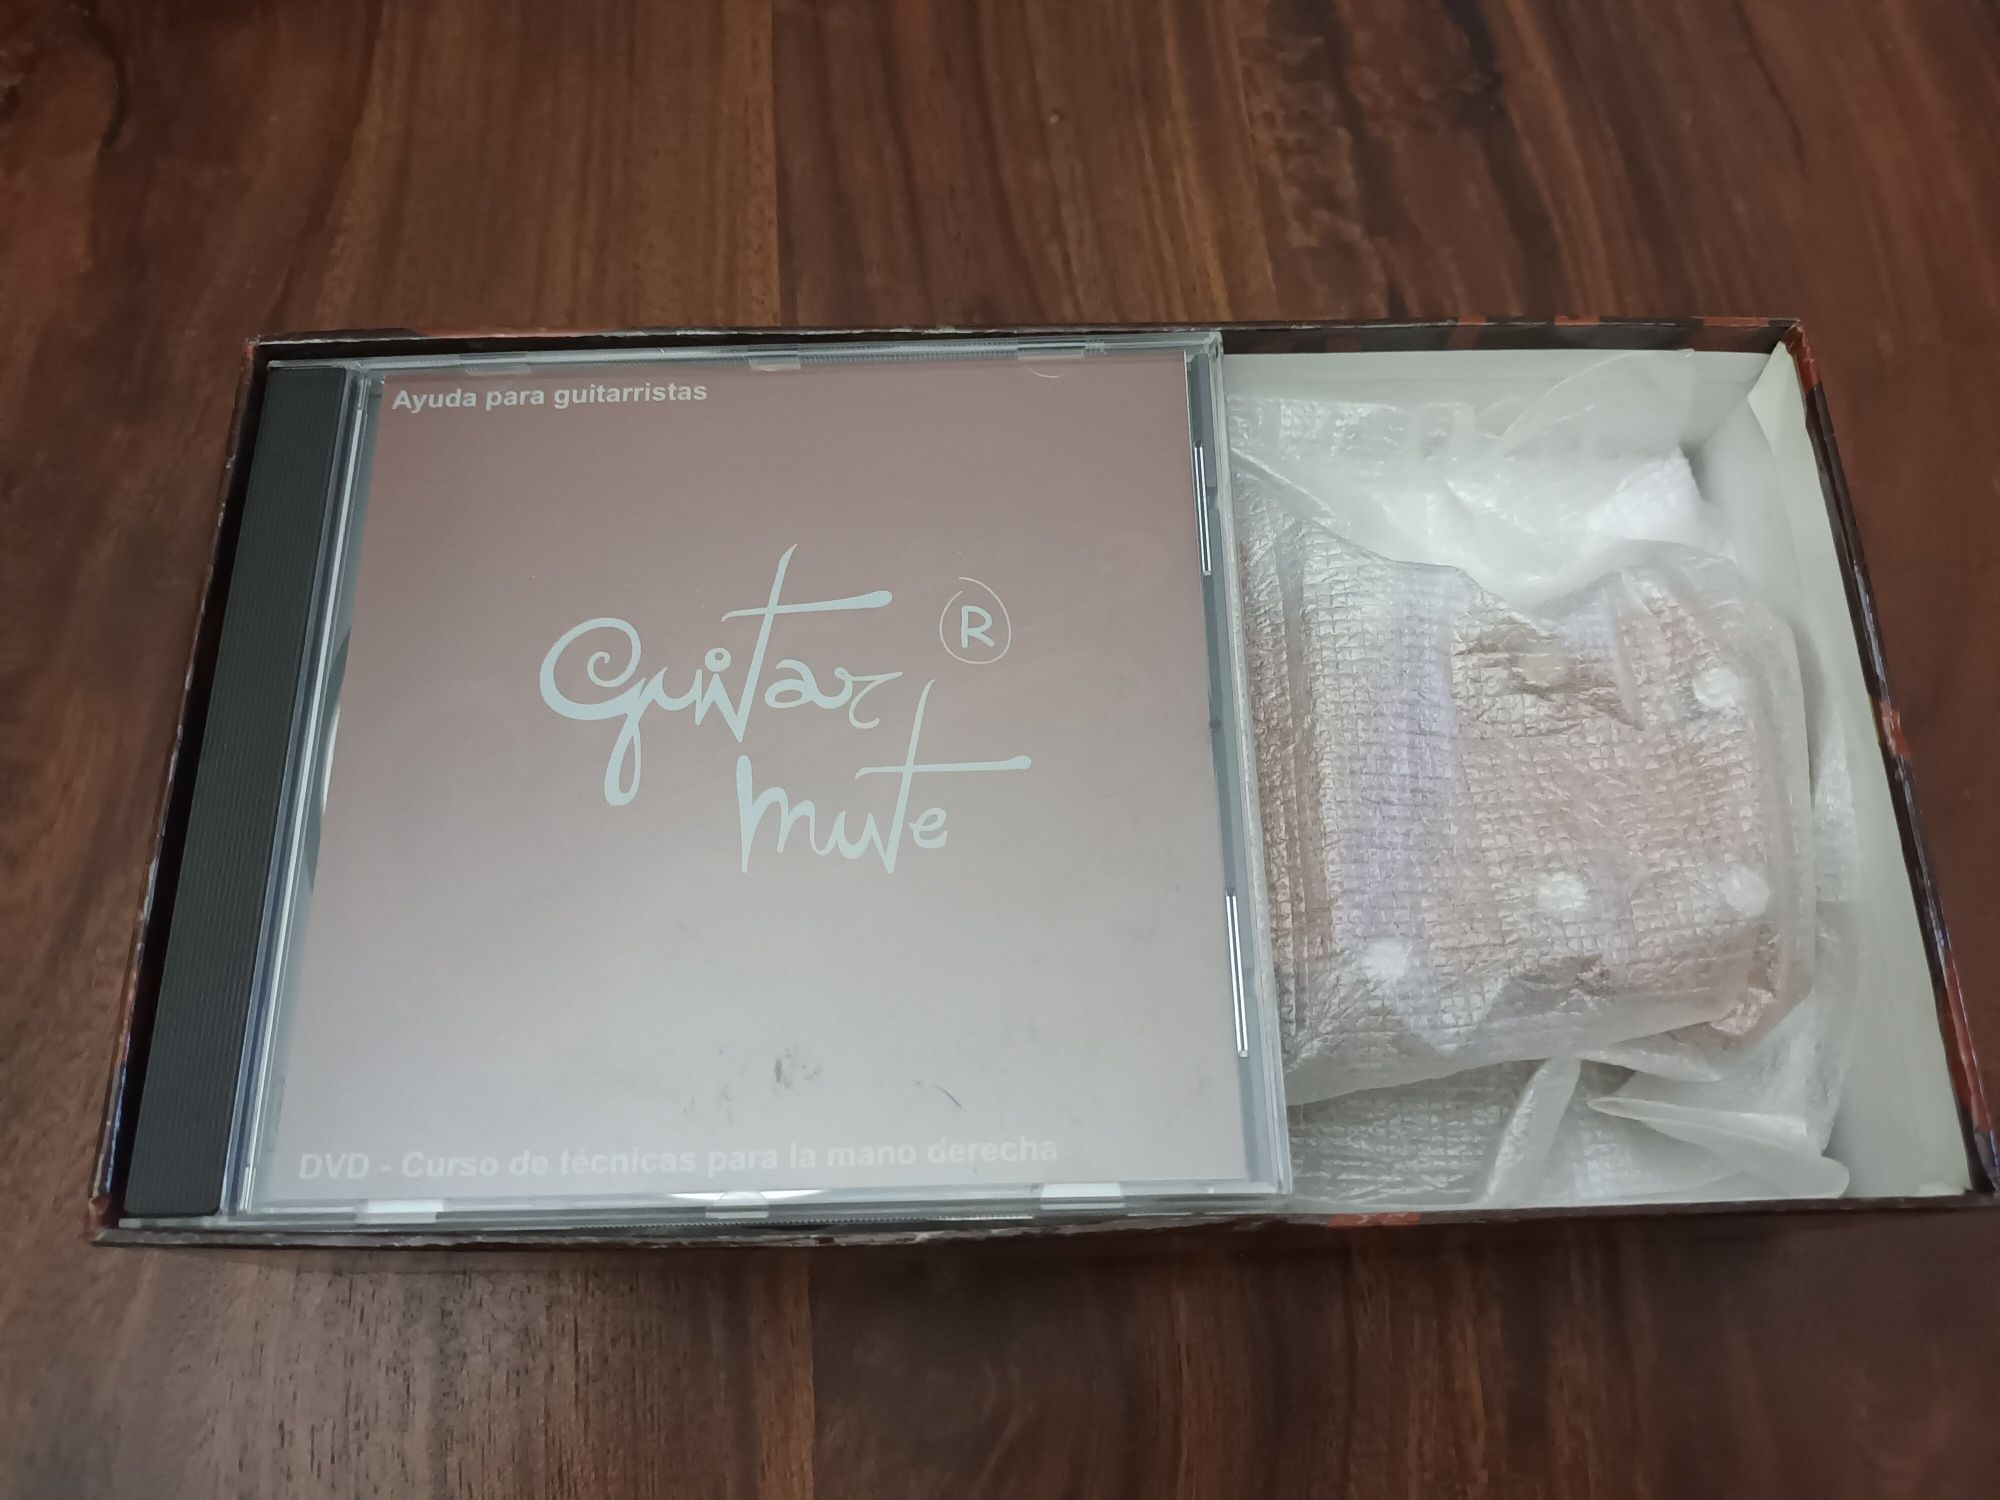 Ayuda para guitarristas
guitar ®
mute
DVD - Curso de técnicas para la mano derecha